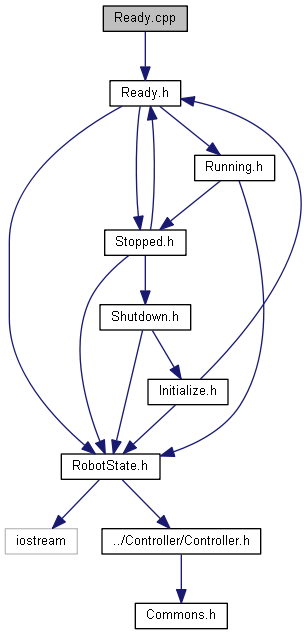 Ready.cpp
Ready.h
Running.h
Stopped.h
Shutdown.h
Initialize.h
RobotState.h
iostream
../Controller/Controller.h
Commons.h